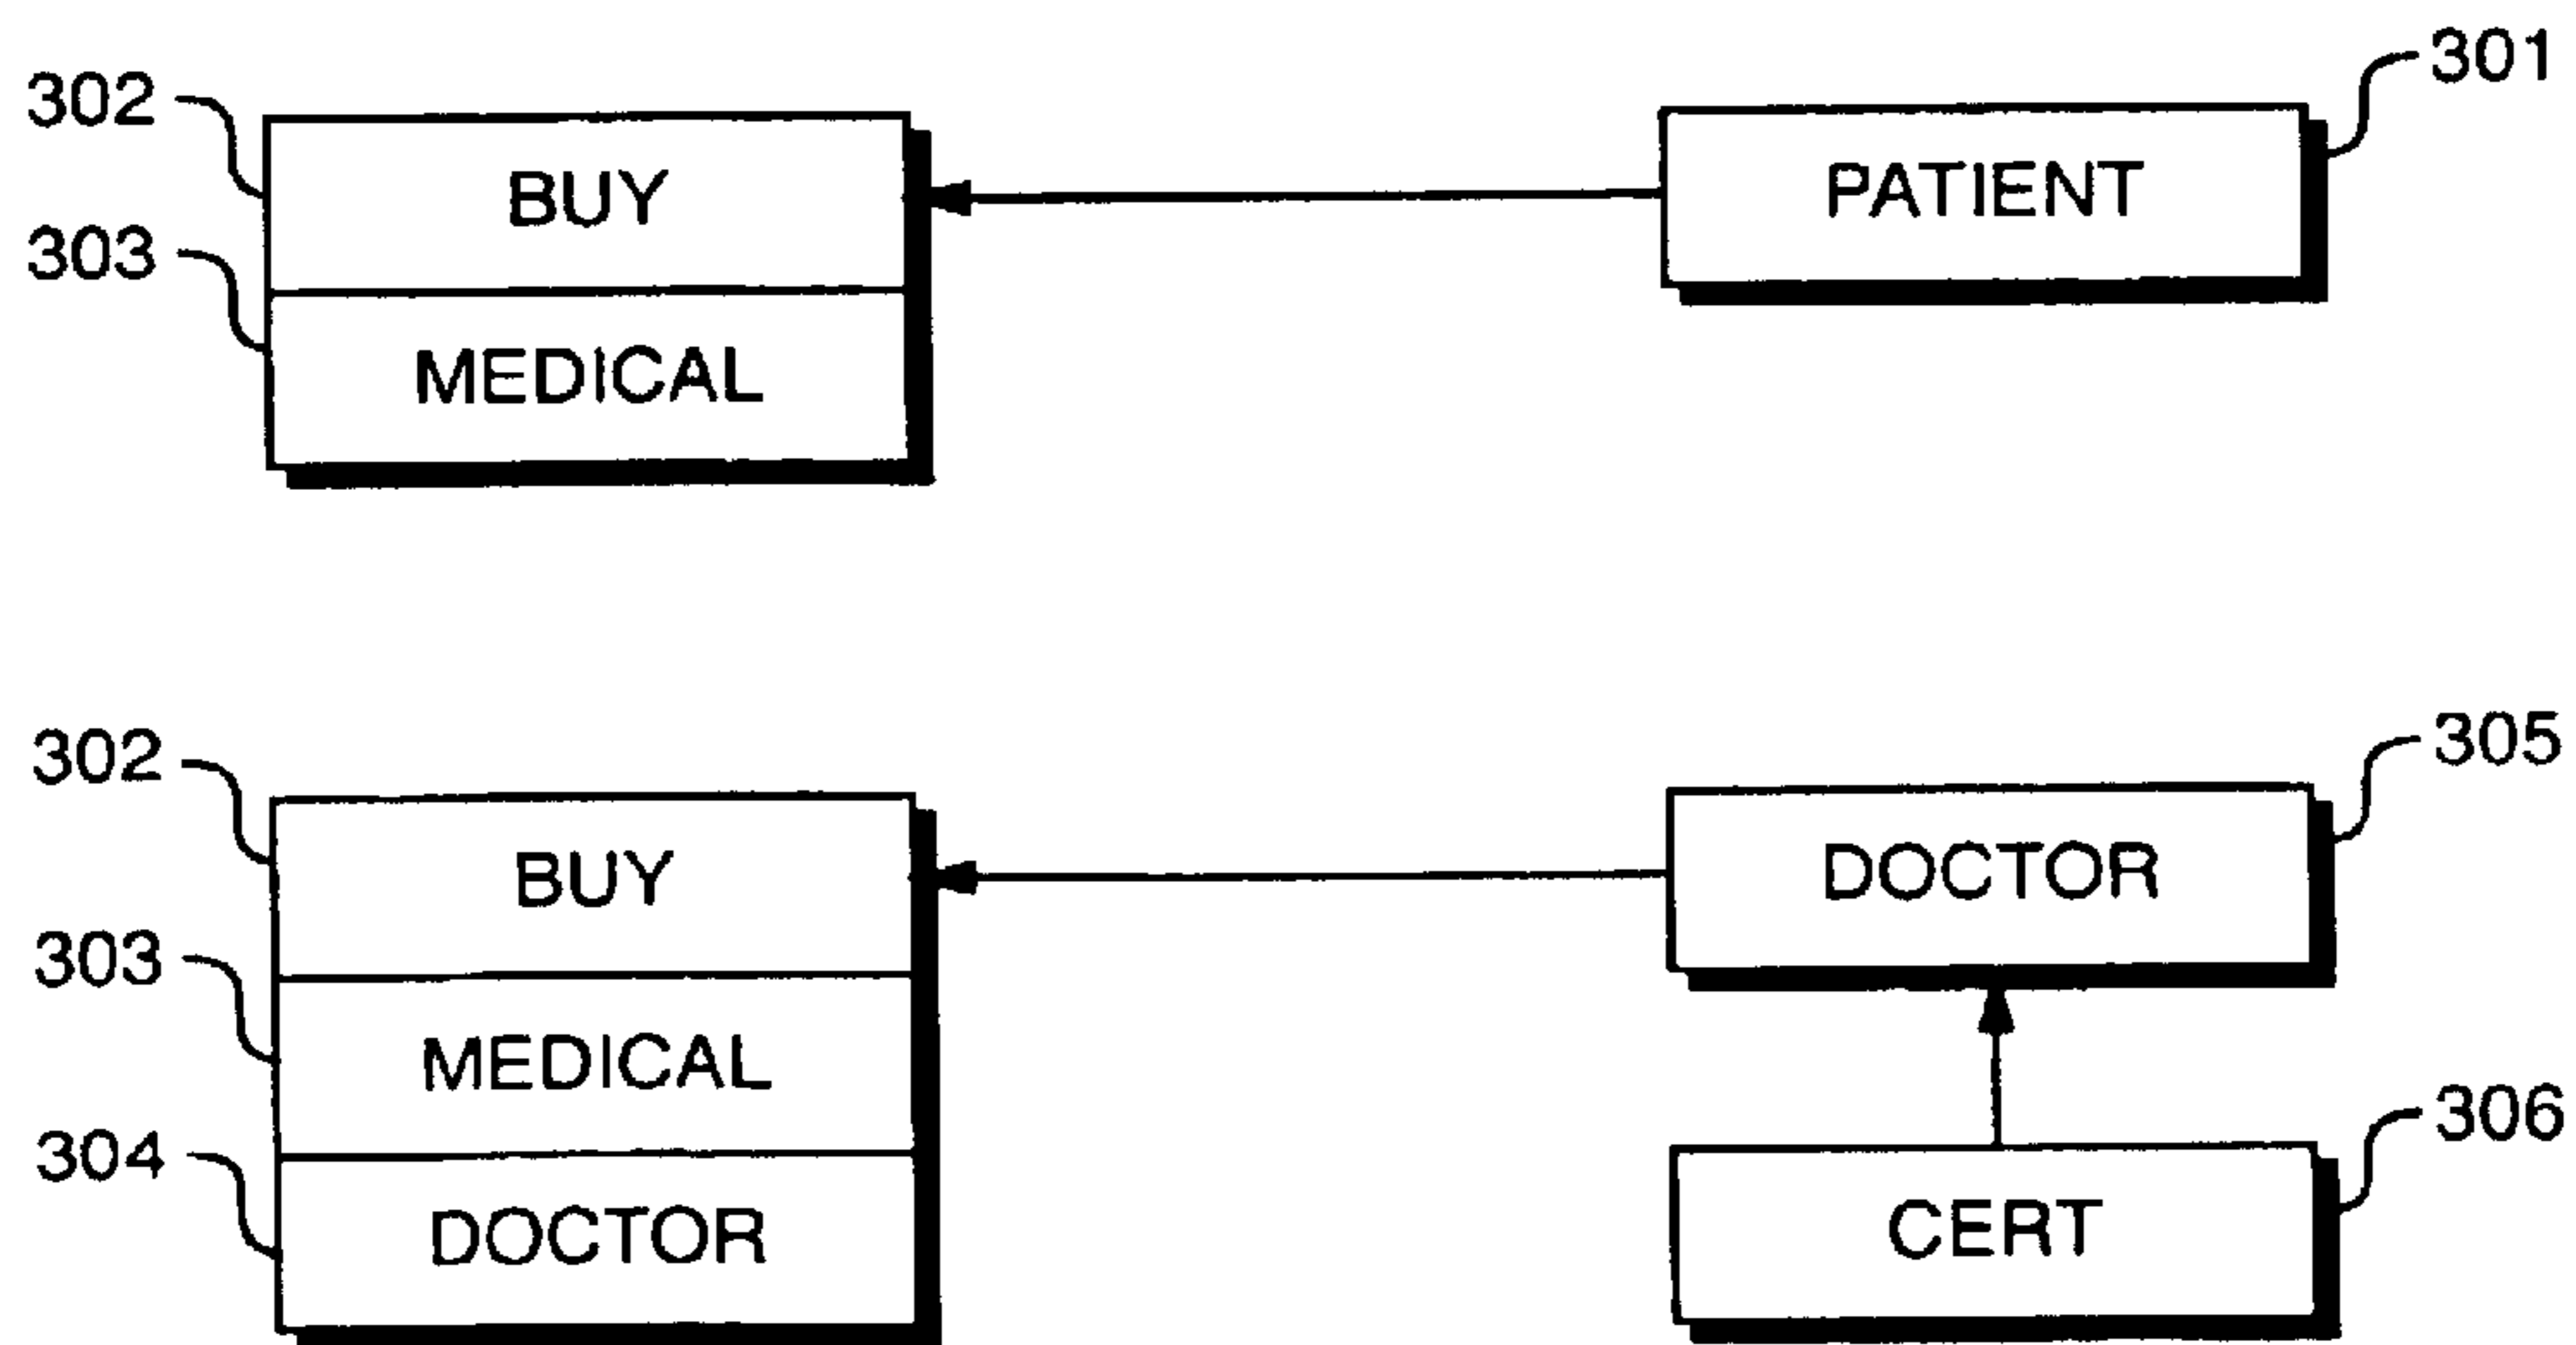 301
302
BUY
PATIENT
303
MEDICAL
302
305
BUY
DOCTOR
303
MEDICAL
306
304
DOCTOR
CERT